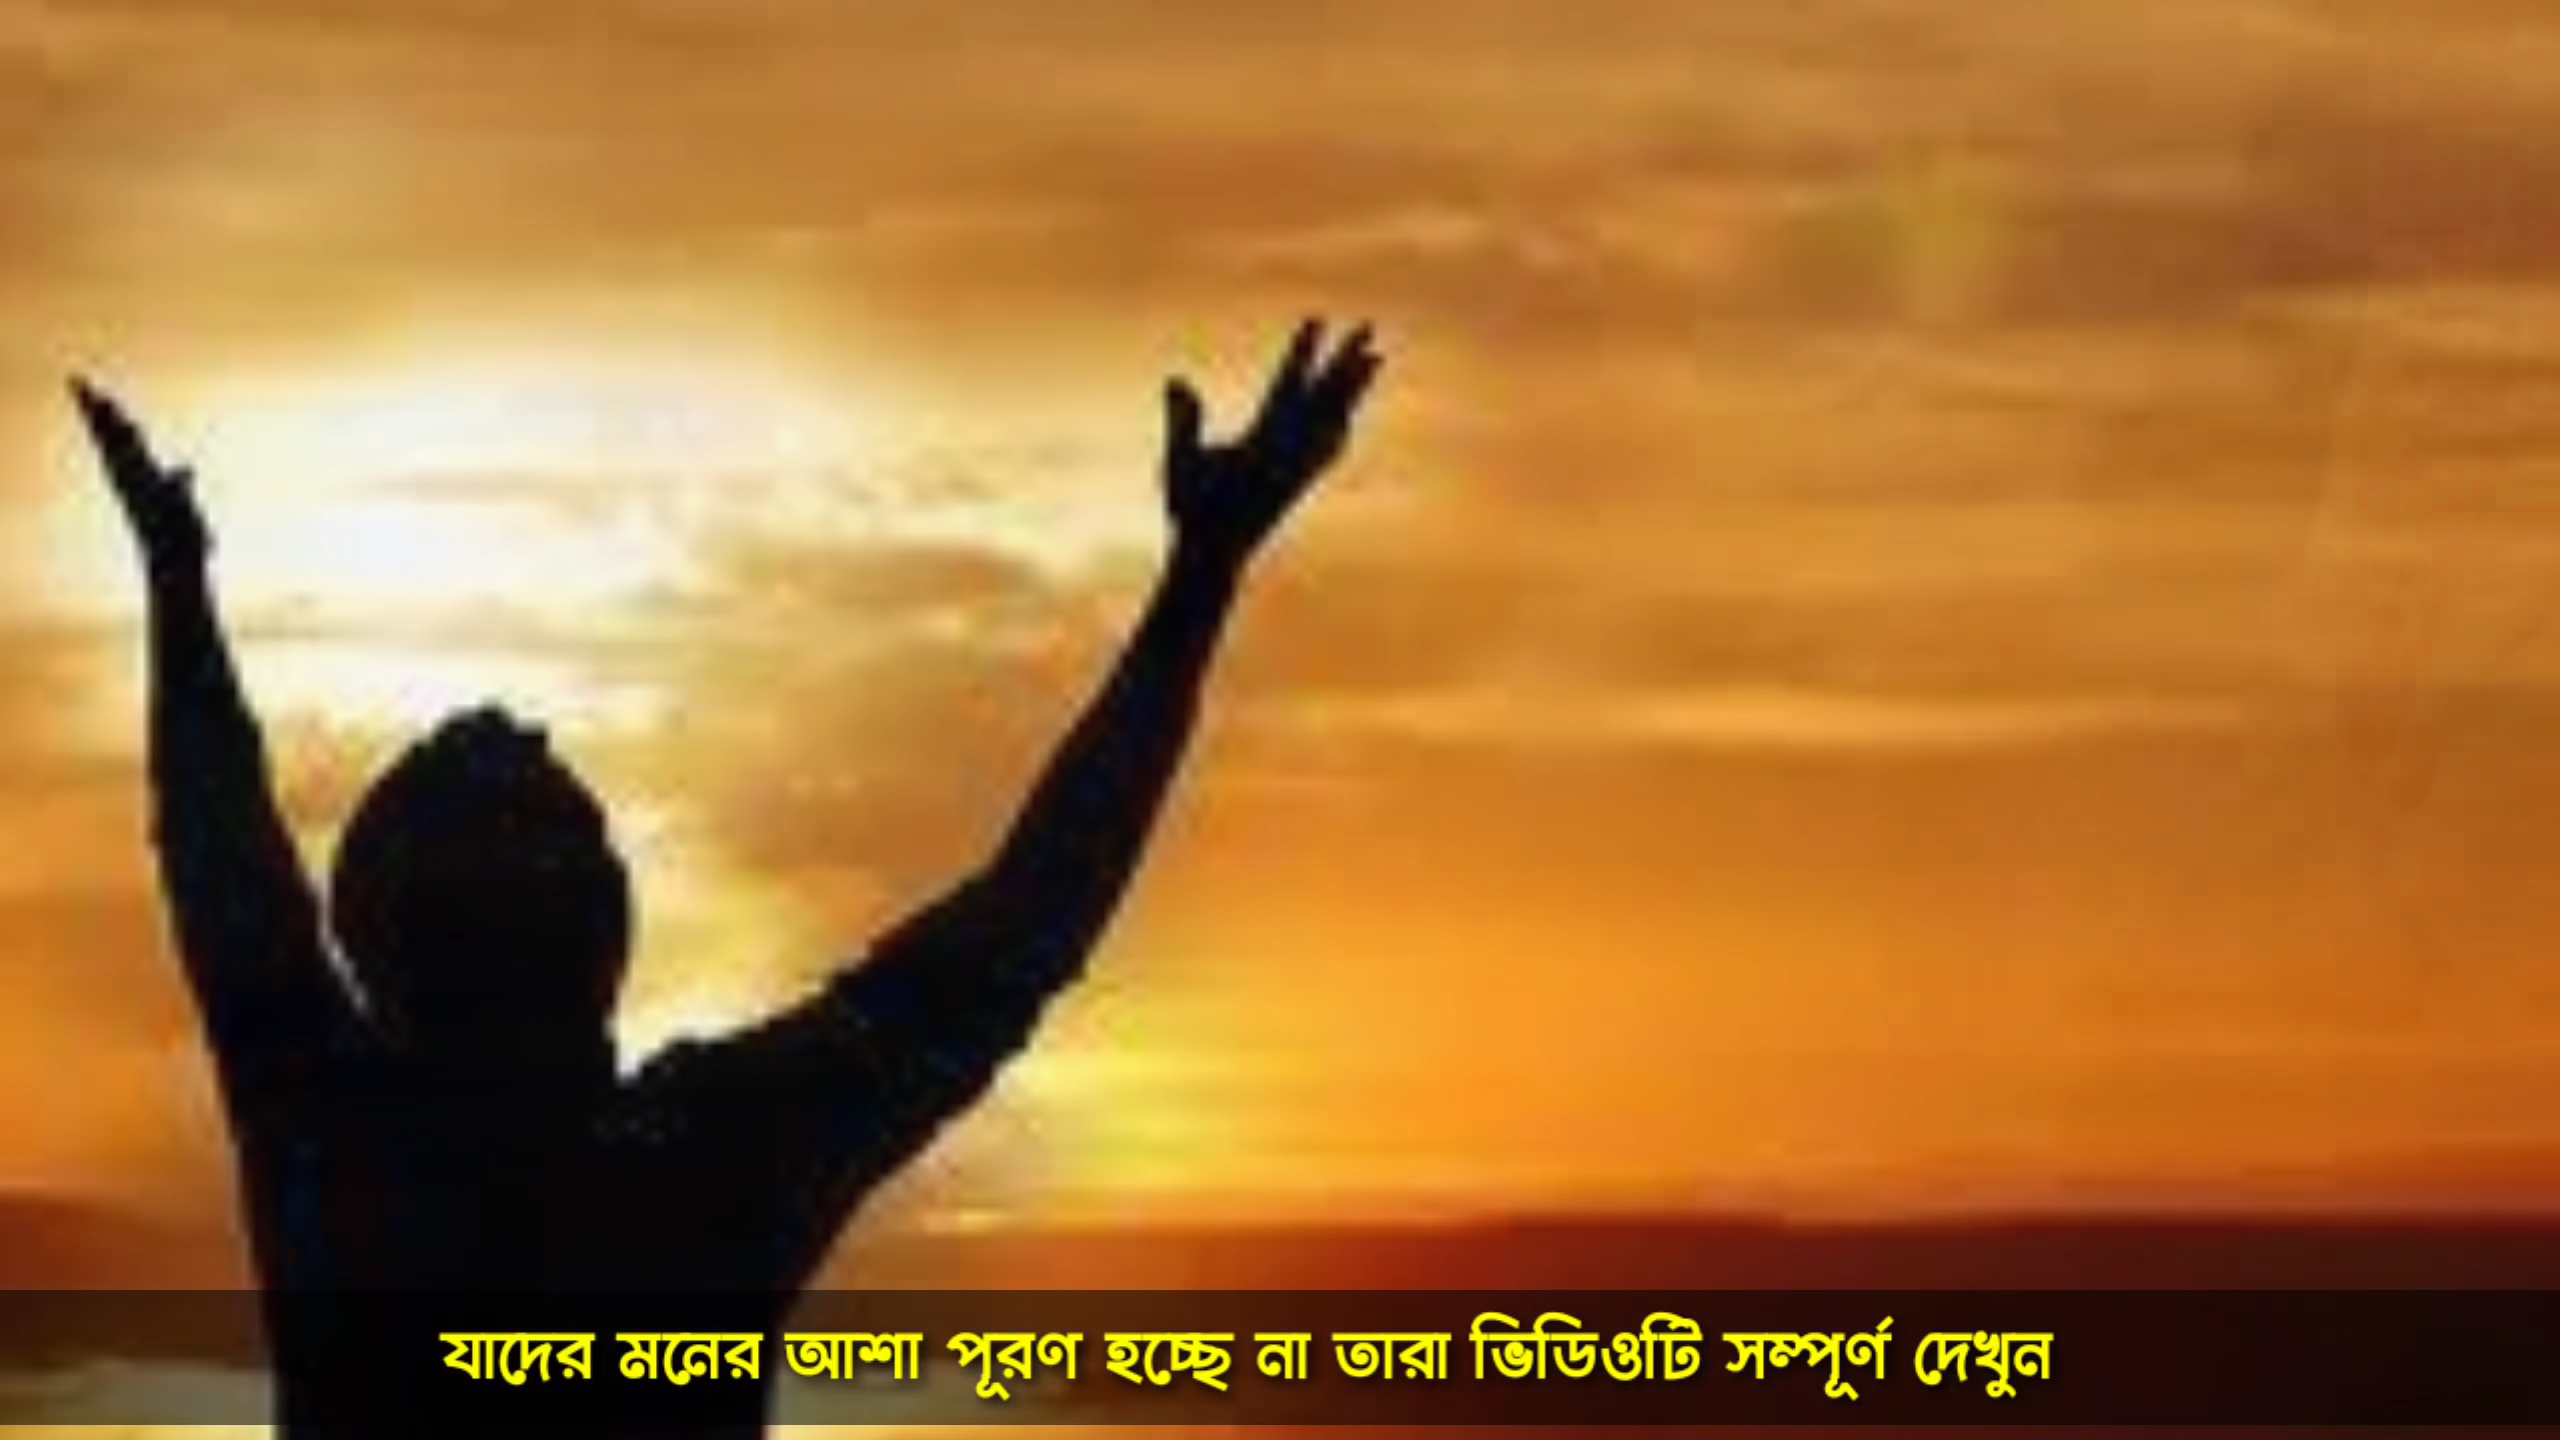 যাদের মনের আশা পূরণ হচ্ছে না তারা ভিডিওটি সম্পূর্ণ দেখুন